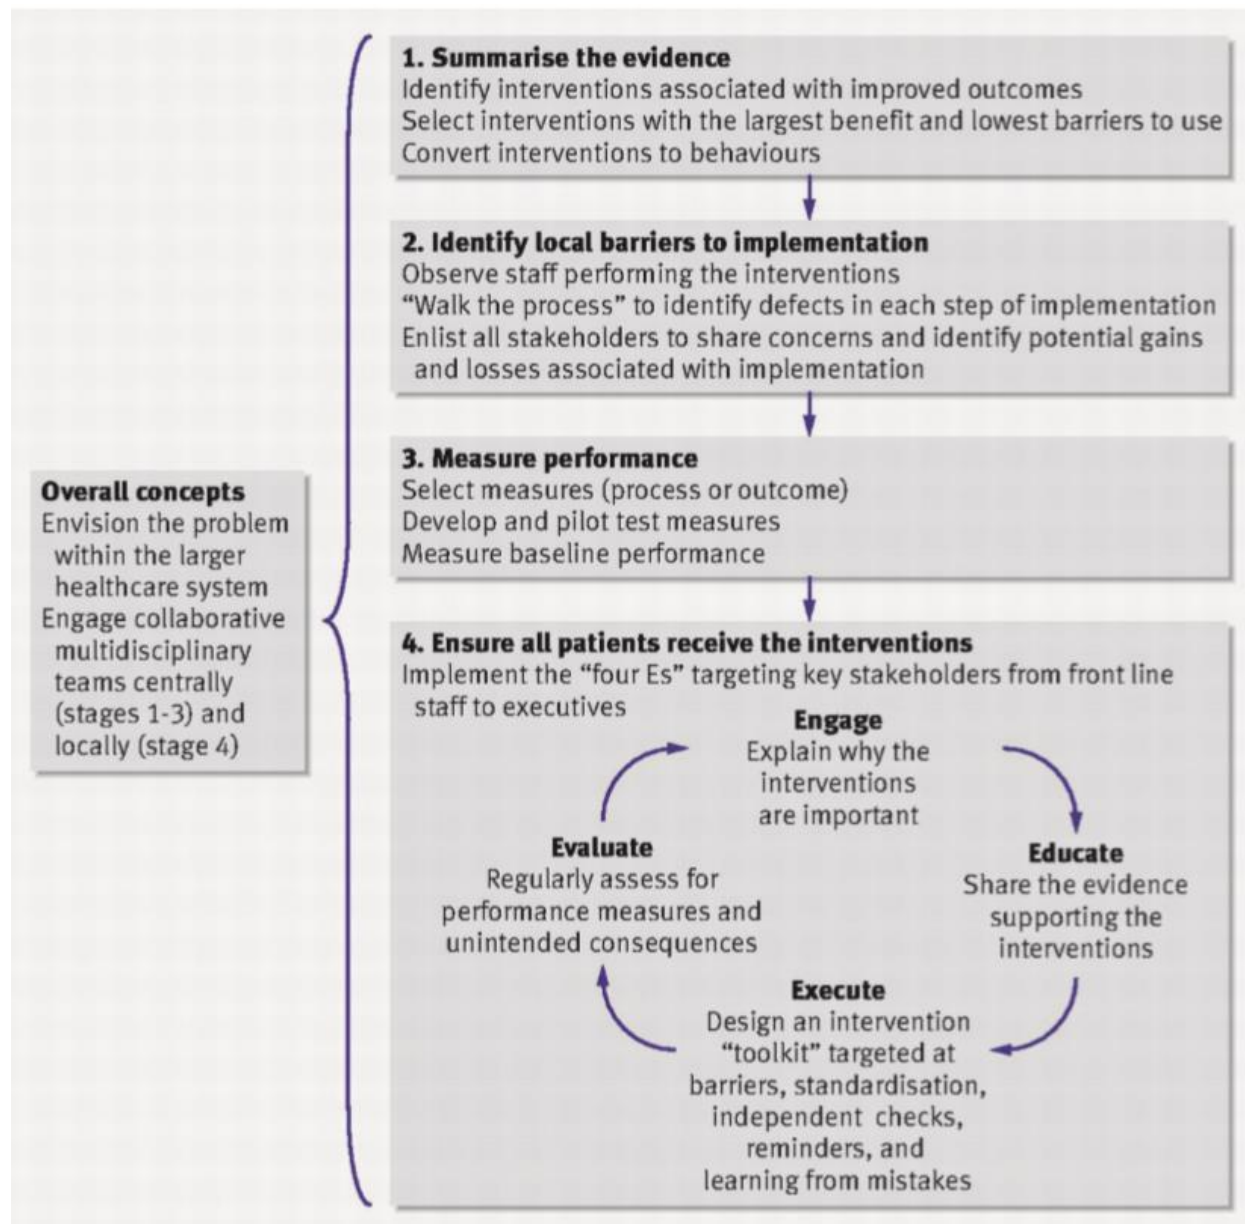 1. Summarise the evidence
Identify interventions associated with improved outcomes
Select interventions with the largest benefit and lowest barriers to use
Convert interventions to behaviours
2. Identify local barriers to implementation
Observe staff performing the interventions
“Walk the process” to identify defects in each step of implementation
Enlist all stakeholders to share concerns and identify potential gains
and losses associated with implementation
3. Measure performance
Select measures (process or outcome)
Develop and pilot test measures
Measure baseline performance
Overall concepts
Envision the problem
within the larger
healthcare system
Engage collaborative
multidisciplinary
teams centrally
(stages 1-3) and
locally (stage 4)
4. Ensure all patients receive the interventions
Implement the “four Es” targeting key stakeholders from front line
staff to executives
Engage
Explain why the
interventions
are important
Educate
Share the evidence
supporting the
interventions
Execute
Design an intervention
“toolkit” targeted at
barriers, standardisation,
independent checks,
reminders, and
learning from mistakes
Evaluate
Regularly assess for
performance measures and
unintended consequences